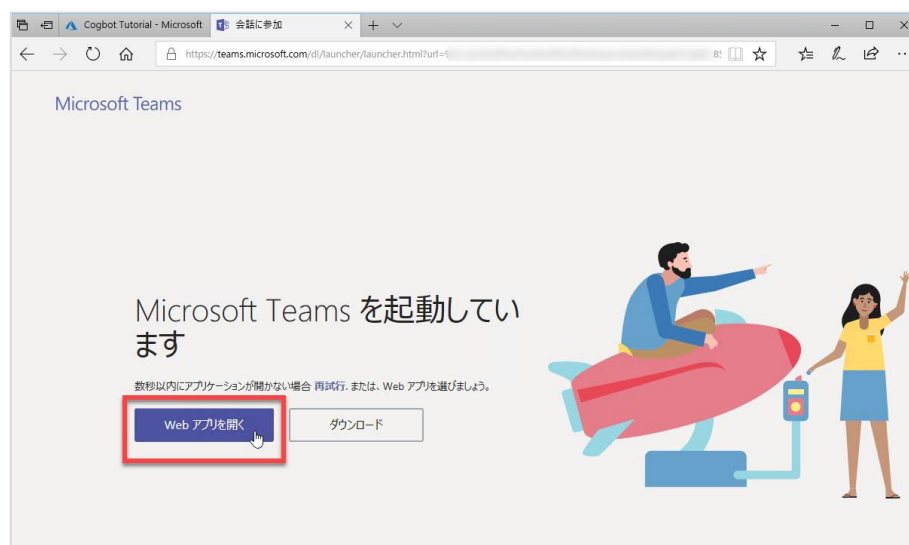 Cogbot Tutorial - Microsoft 会話に参加
https://teams.microsoft.com/dl/launcher/launcher.html?url=
Microsoft Teams
Microsoft Teams を起動してい
ます
数秒以内にアプリケーションが開かない場合 再試行. または、Web アプリを選びましょう。
Web アプリを開く ダウンロード